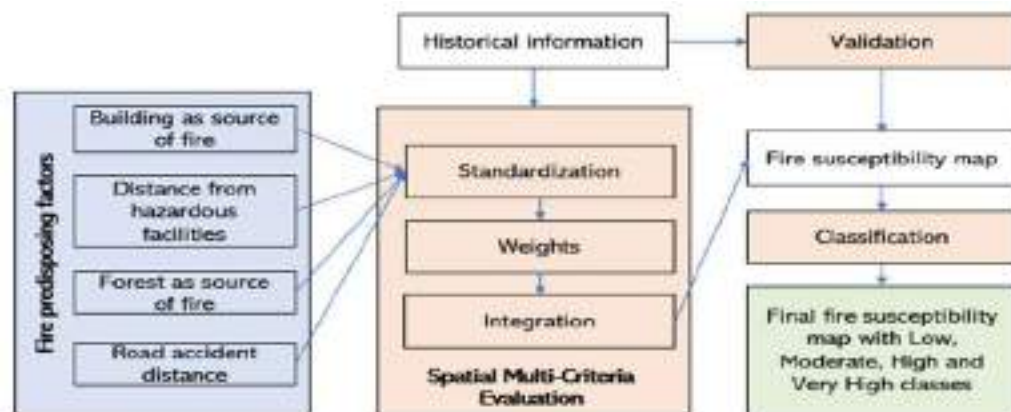 Historical information
Validation
Fire predisposing factors
Building as source
of fire
Distance from
hazardous
facilities
Forest as source
of fire
Road accident
distance
Standardization
Weights
Integration
Spatial Multi-Criteria
Evaluation
Fire susceptibility map
Classification
Final fire susceptibility
map with Low,
Moderate, High and
Very High classes